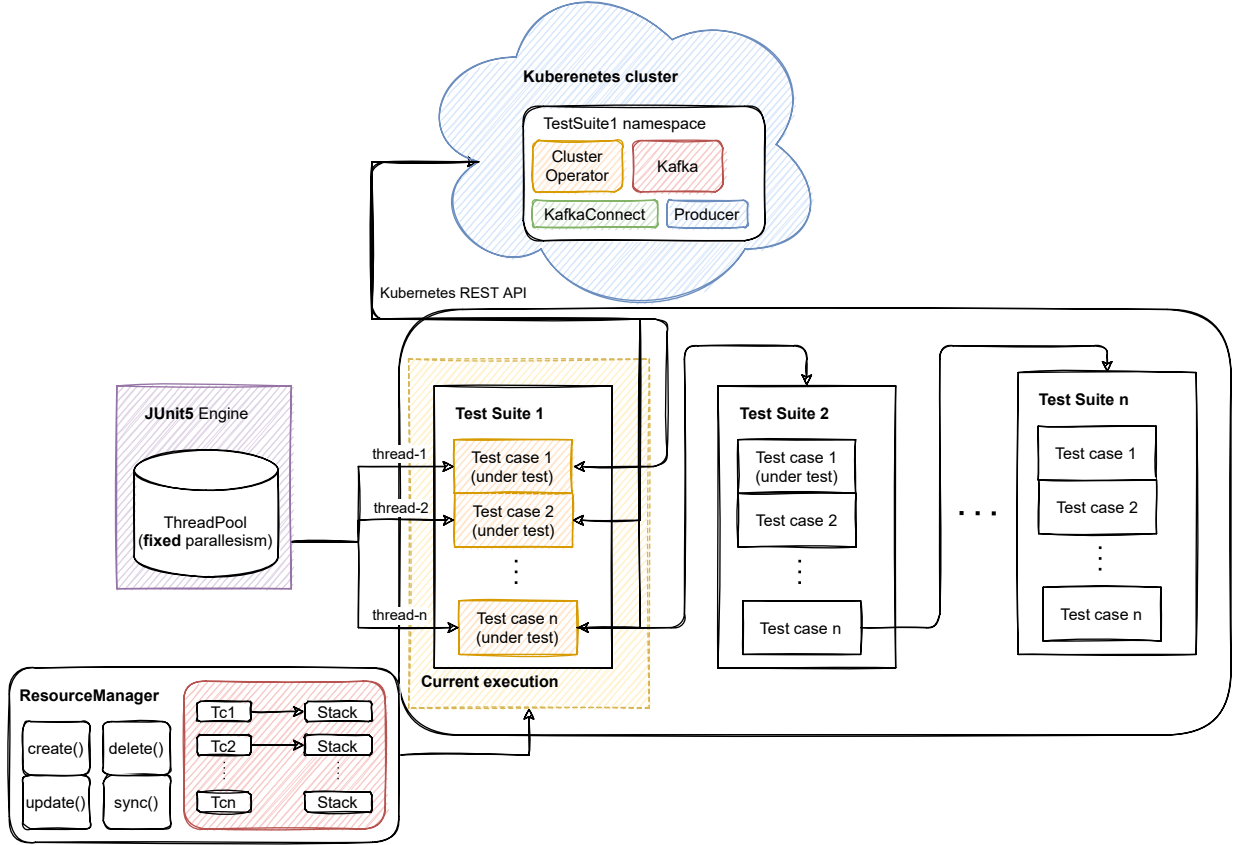 Kuberenetes cluster
TestSuite1 namespace
Cluster
Operator
Kafka
KafkaConnect
Producer
Kubernetes REST API
JUnit5 Engine
ThreadPool
(fixed parallesism)
thread-1
thread-2
thread-n
Test Suite 1
Test case 1
(under test)
Test case 2
(under test)
Test case n
(under test)
Current execution
Test Suite 2
Test case 1
(under test)
Test case 2
Test case n
. . .
Test Suite n
Test case 1
Test case 2
Test case n
ResourceManager
create()
delete()
update()
sync()
Tc1
Stack
Tc2
Stack
Tcn
Stack